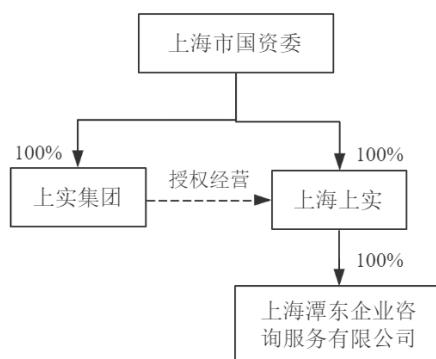 上海市国资委
100%
100%
上实集团
授权经营
上海上实
100%
上海潭东企业咨
询服务有限公司